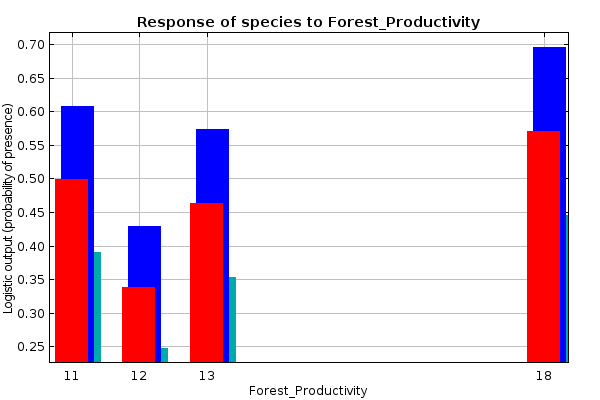 Response of species to Forest_Productivity
Logistic output (probability of presence)
0.70
0.65
0.60
0.55
0.50
0.45
0.40
0.35
0.30
0.25
11 12 13 18
Forest_Productivity